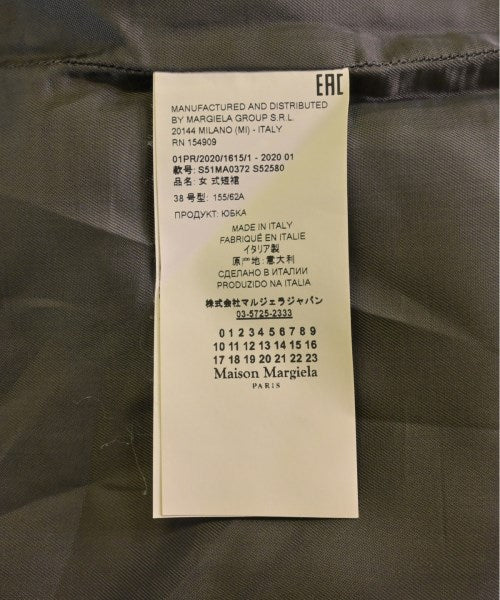 EAC
MANUFACTURED AND DISTRIBUTED
BY MARGIELA GROUP S.R.L.
20144 MILANO (MI) - ITALY
RN 154909
01PR/2020/1615/1 - 2020 01
款号: S51MA0372 S52580
品名: 女 式短裙
38 号型: 155/62A
ПРОДУКТ: ЮБКА
MADE IN ITALY
FABRIQUÉ EN ITALIE
イタリア製
原产地: 意大利
СДЕЛАНО В ИТАЛИИ
PRODUZIDO NA ITALIA
株式会社マルジェラジャパン
03-5725-2333
0 1 2 3 4 5 6 7 8 9
10 11 12 13 14 15 16
17 18 19 20 21 22 23
Maison Margiela
PARIS